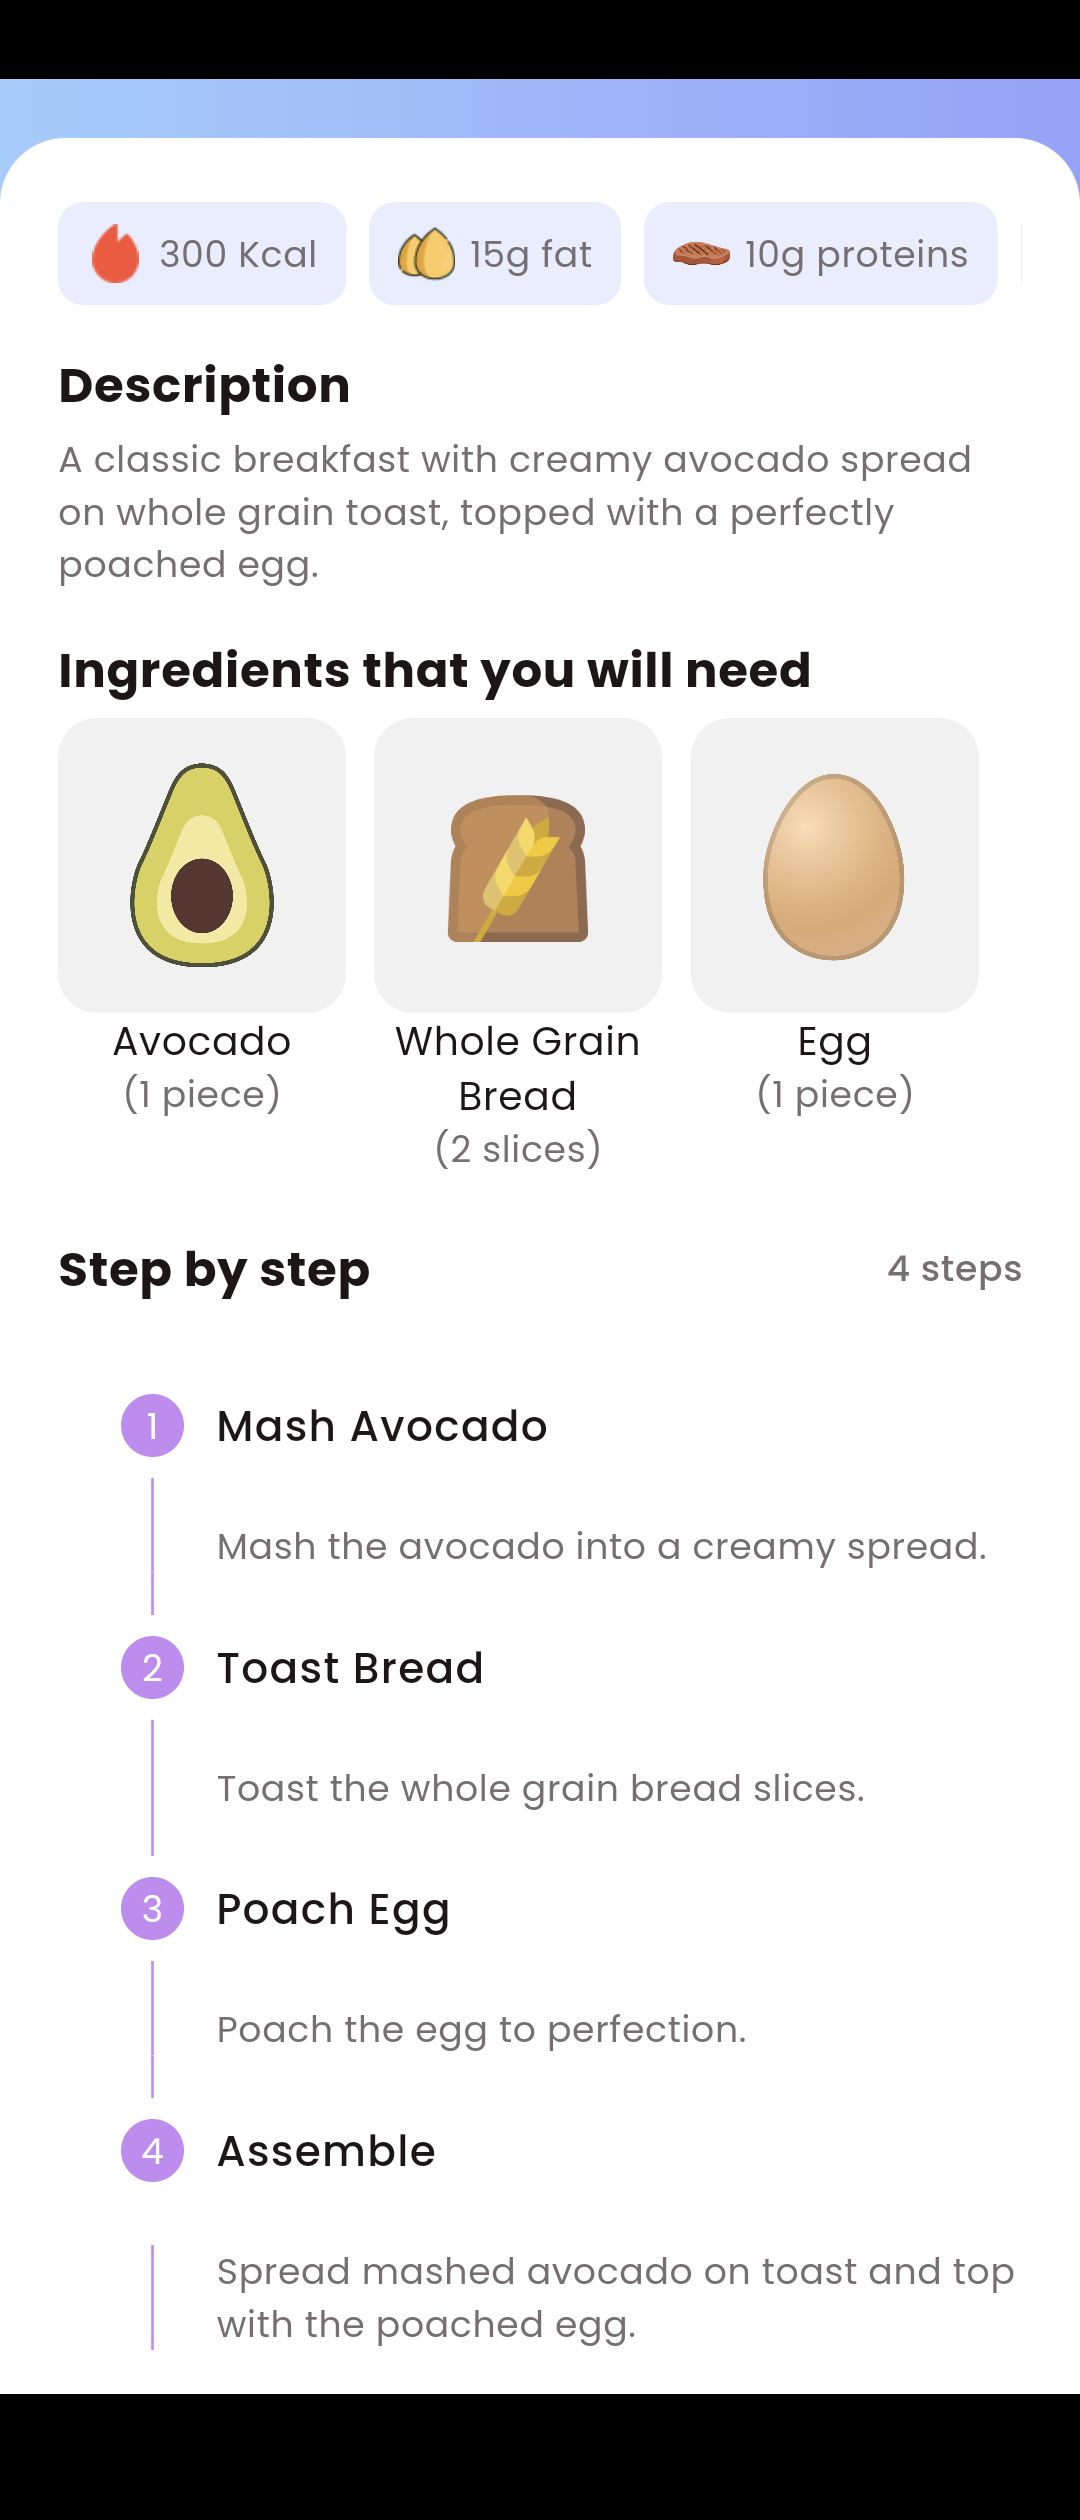 300 Kcal
15g fat
10g proteins
Description
A classic breakfast with creamy avocado spread
on whole grain toast, topped with a perfectly
poached egg.
Ingredients that you will need
Avocado
(1 piece)
Whole Grain
Bread
(2 slices)
Egg
(1 piece)
Step by step
4 steps
1
Mash Avocado
Mash the avocado into a creamy spread.
2
Toast Bread
Toast the whole grain bread slices.
3
Poach Egg
Poach the egg to perfection.
4
Assemble
Spread mashed avocado on toast and top
with the poached egg.